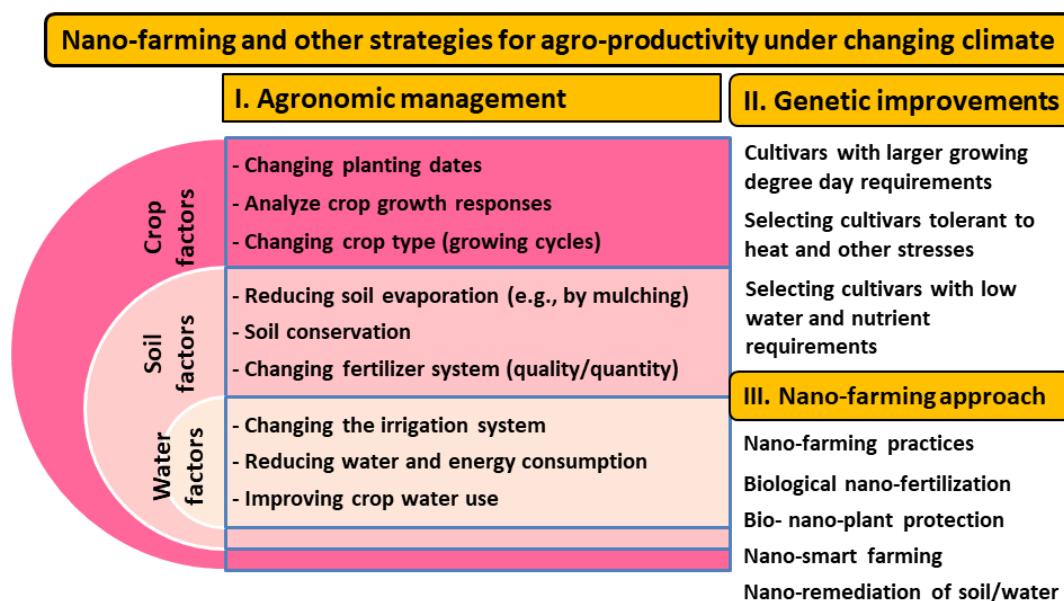 Nano-farming and other strategies for agro-productivity under changing climate
I. Agronomic management
Crop
factors
- Changing planting dates
- Analyze crop growth responses
- Changing crop type (growing cycles)
Soil
factors
- Reducing soil evaporation (e.g., by mulching)
- Soil conservation
- Changing fertilizer system (quality/quantity)
Water
factors
- Changing the irrigation system
- Reducing water and energy consumption
- Improving crop water use
II. Genetic improvements
Cultivars with larger growing
degree day requirements
Selecting cultivars tolerant to
heat and other stresses
Selecting cultivars with low
water and nutrient
requirements
III. Nano-farming approach
Nano-farming practices
Biological nano-fertilization
Bio- nano-plant protection
Nano-smart farming
Nano-remediation of soil/water